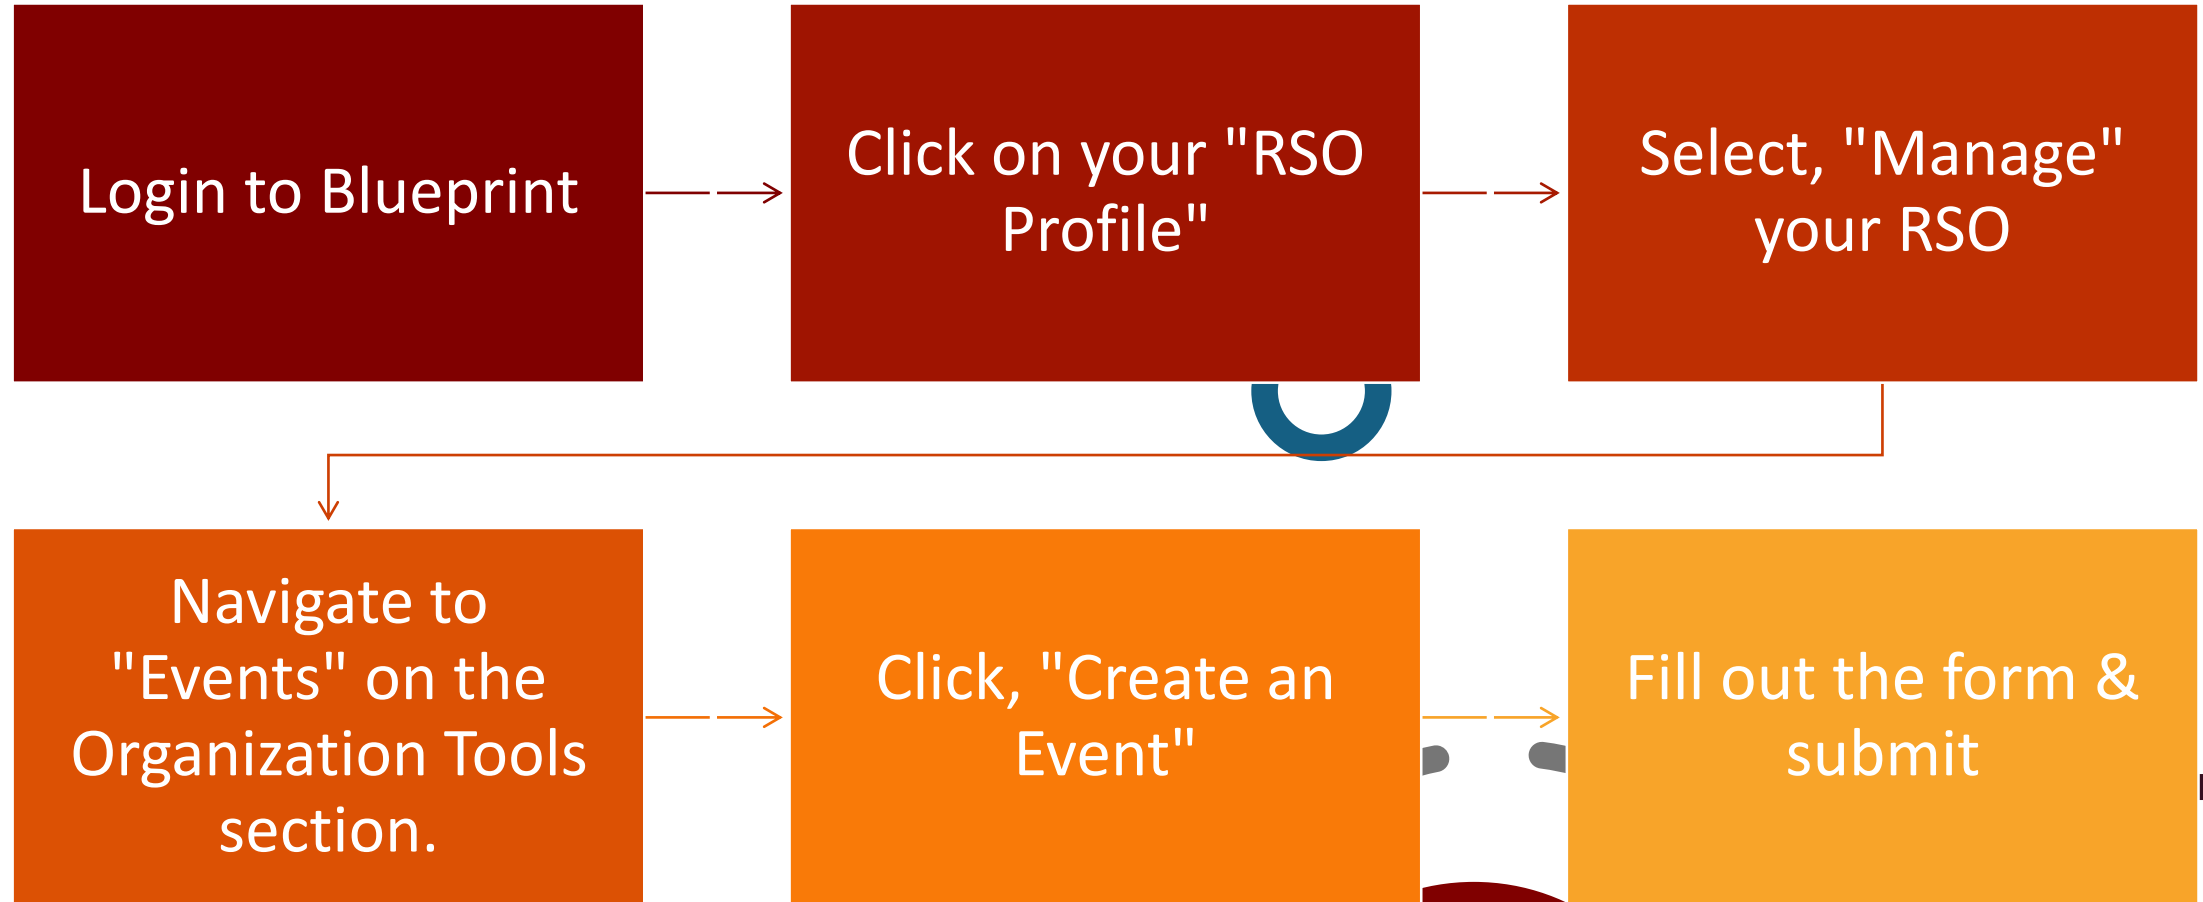 Login to Blueprint
Click on your "RSO
Profile"
Select, "Manage"
your RSO
Navigate to
"Events" on the
Organization Tools
section.
Click, "Create an
Event"
Fill out the form &
submit